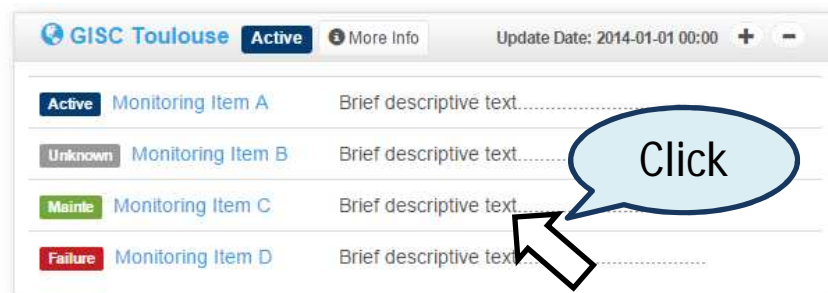 GISC Toulouse Active More Info Update Date: 2014-01-01 00:00 + -
Active Monitoring Item A Brief descriptive text......................
Unknown Monitoring Item B Brief descriptive text..........
Click
Mainte Monitoring Item C Brief descriptive text......................
Failure Monitoring Item D Brief descriptive text......................................